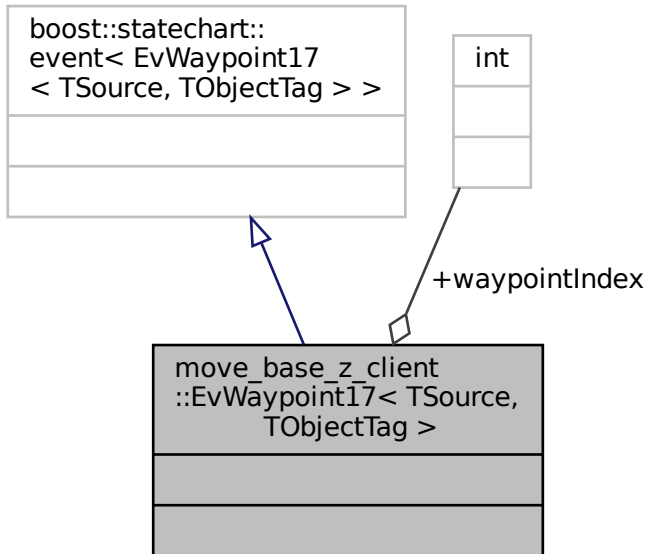 boost::statechart::
event< EvWaypoint17
< TSource, TObjectTag > >
int
+waypointIndex
move_base_z_client
::EvWaypoint17< TSource,
TObjectTag >